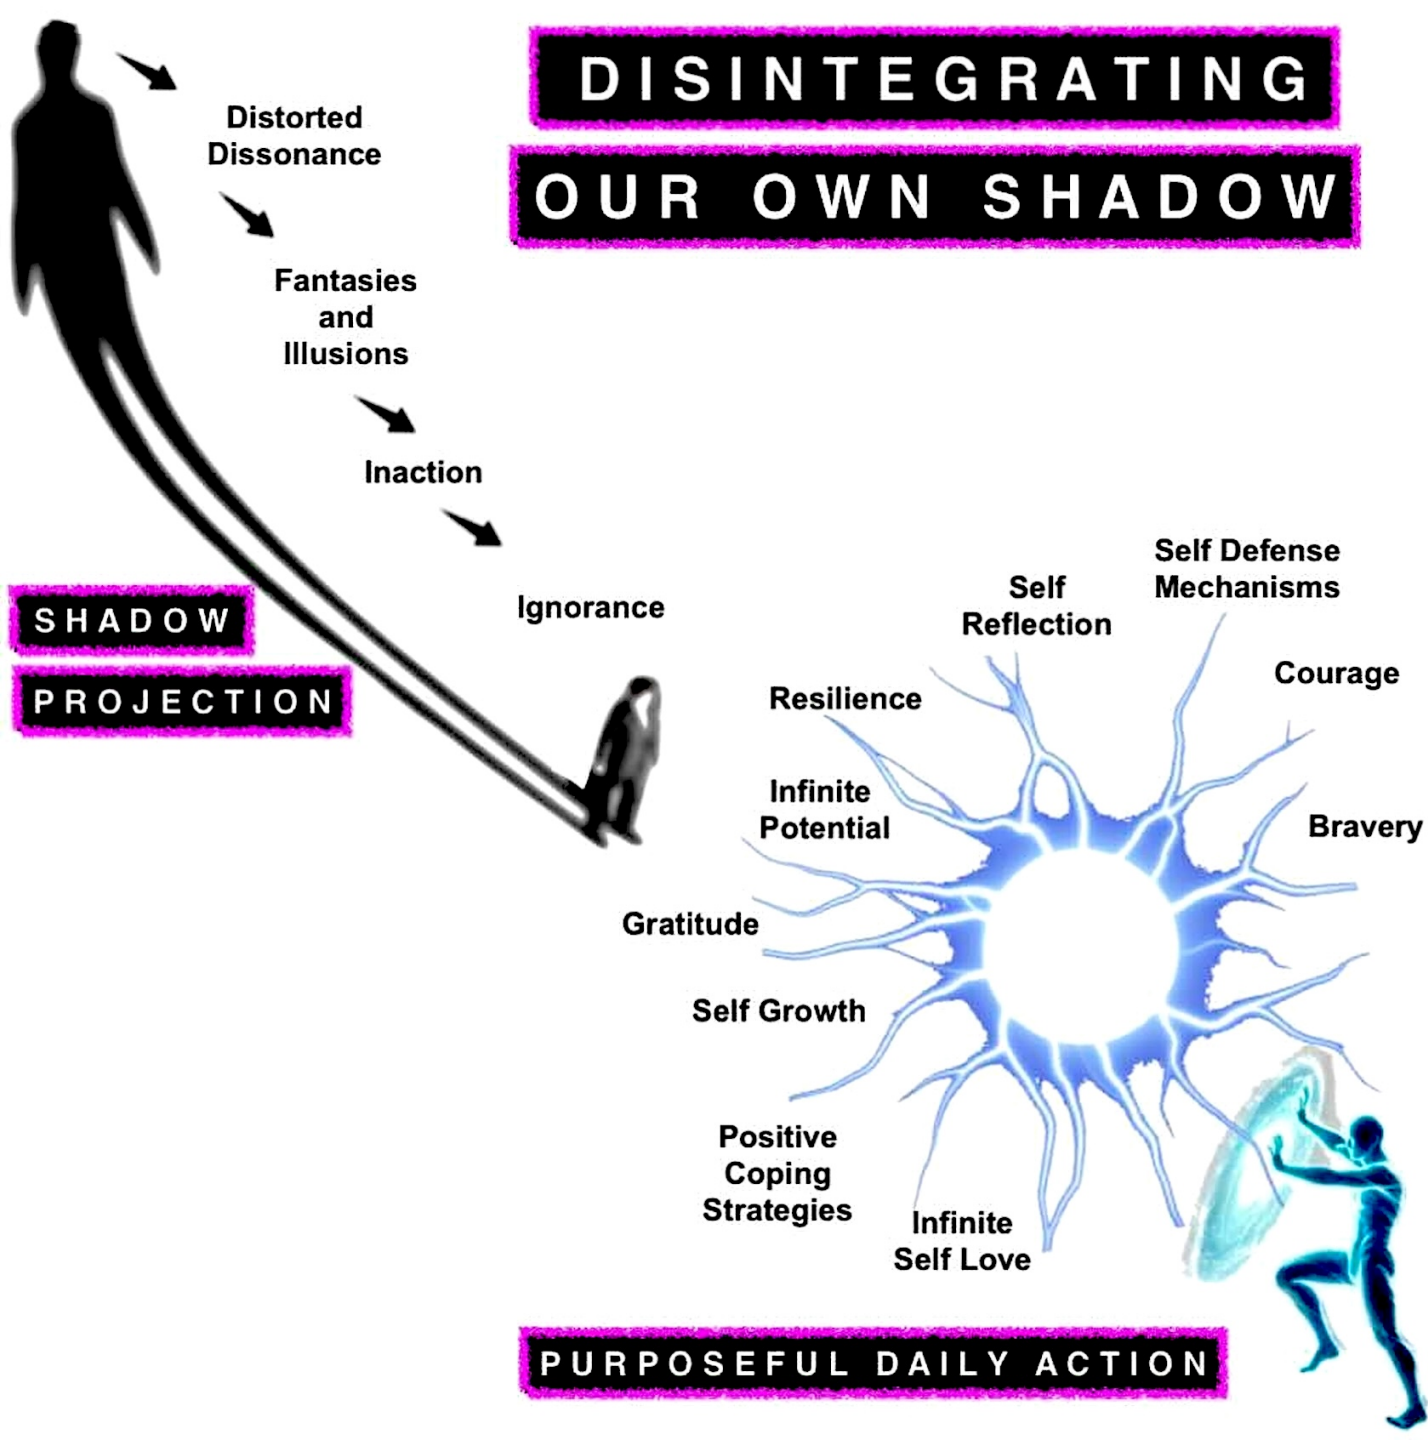 DISINTEGRATING
OUR OWN SHADOW
Distorted
Dissonance
Fantasies
and
Illusions
Inaction
Ignorance
SHADOW
PROJECTION
Self Defense
Mechanisms
Self
Reflection
Courage
Resilience
Infinite
Potential
Bravery
Gratitude
Self Growth
Positive
Coping
Strategies
Infinite
Self Love
PURPOSEFUL DAILY ACTION